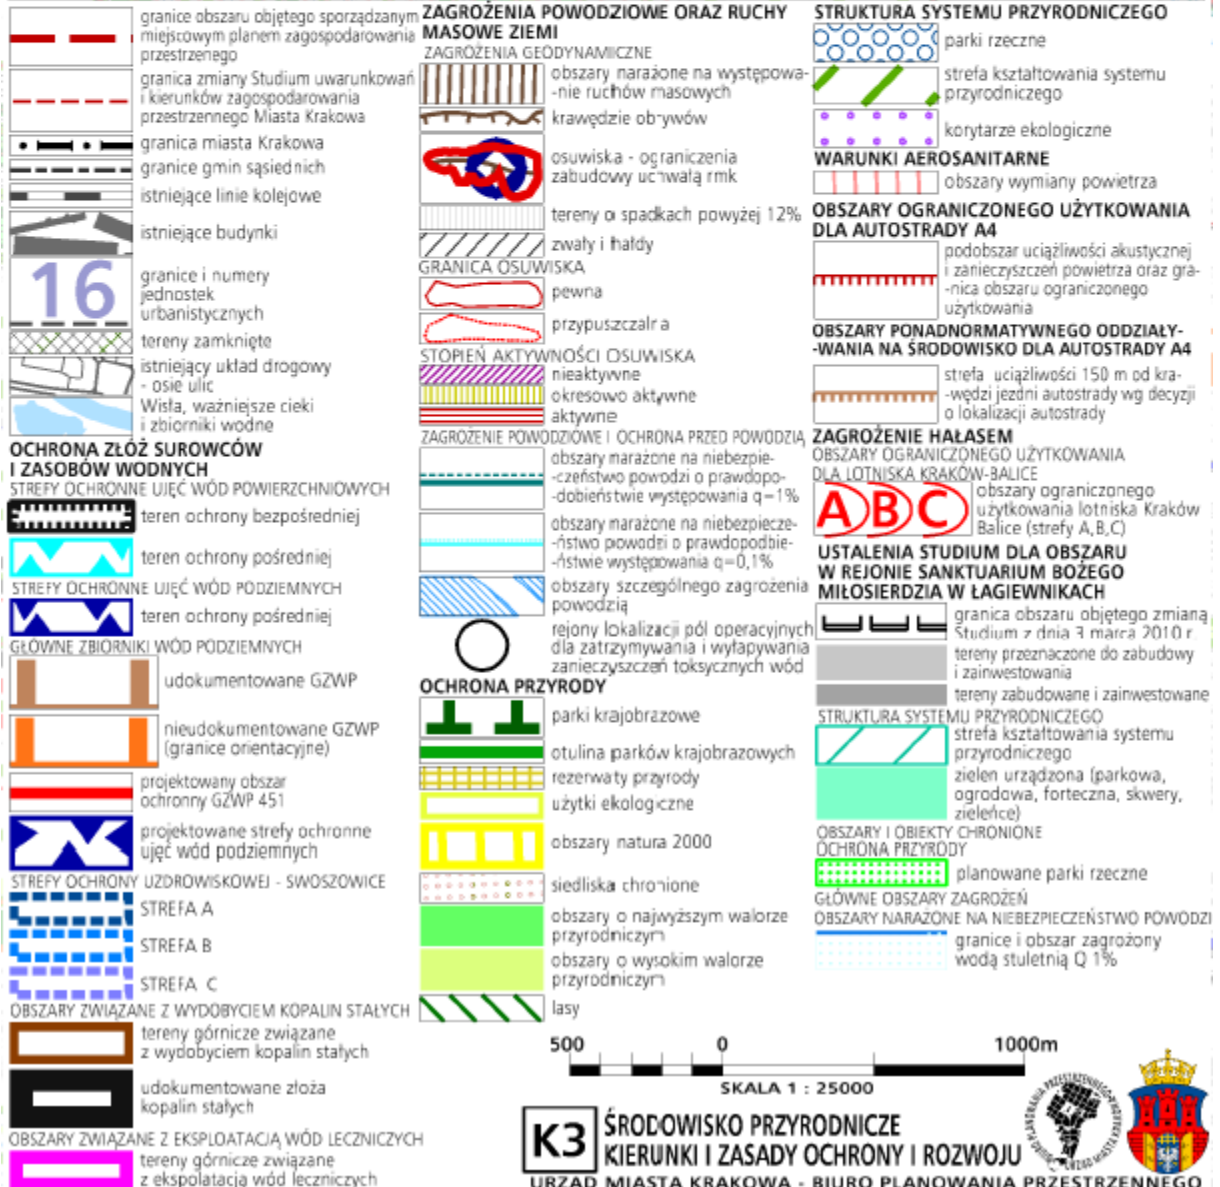 granice obszaru objętego sporządzanym
miejscowym planem zagospodarowania
przestrzenego
granica zmiany Studium uwarunkowań
i kierunków zagospodarowania
przestrzennego Miasta Krakowa
granica miasta Krakowa
granice gmin sąsiednich
istniejące linie kolejowe
istniejące budynki
16
granice i numery
jednostek
urbanistycznych
tereny zamknięte
istniejący układ drogowy
- osie ulic
Wisła, ważniejsze cieki
i zbiorniki wodne
OCHRONA ZŁÓŻ SUROWCÓW
I ZASOBÓW WODNYCH
STREFY OCHRONNE UJĘĆ WÓD POWIERZCHNIOWYCH
teren ochrony bezpośredniej
teren ochrony pośredniej
STREFY OCHRONNE UJĘĆ WÓD PODZIEMNYCH
teren ochrony pośredniej
GŁÓWNE ZBIORNIKI WÓD PODZIEMNYCH
udokumentowane GZWP
nieudokumentowane GZWP
(granice orientacyjne)
projektowany obszar
ochronny GZWP 451
projektowane strefy ochronne
ujęć wód podziemnych
STREFY OCHRONY UZDROWISKOWEJ - SWOSZOWICE
STREFA A
STREFA B
STREFA C
OBSZARY ZWIĄZANE Z WYDOBYCIEM KOPALIN STAŁYCH
tereny górnicze związane
z wydobyciem kopalin stałych
udokumentowane złoża
kopalin stałych
OBSZARY ZWIĄZANE Z EKSPLOATACJĄ WÓD LECZNICZYCH
tereny górnicze związane
z ekspolatacją wód leczniczych
ZAGROŻENIA POWODZIOWE ORAZ RUCHY
MASOWE ZIEMI
ZAGROŻENIA GEODYNAMICZNE
obszary narażone na występowa-
-nie ruchów masowych
krawędzie obrywów
osuwiska - ograniczenia
zabudowy uchwałą rmk
tereny o spadkach powyżej 12%
zwały i hałdy
GRANICA OSUWISKA
pewna
przypuszczalna
STOPIEŃ AKTYWNOŚCI OSUWISKA
nieaktywne
okresowo aktywne
aktywne
ZAGROŻENIE POWODZIOWE I OCHRONA PRZED POWODZIĄ
obszary narażone na niebezpie-
-czeństwo powodzi o prawdopo-
-dobieństwie występowania q=1%
obszary narażone na niebezpiecze-
-ństwo powodzi o prawdopodbie-
-ństwie występowania q=0,1%
obszary szczególnego zagrożenia
powodzią
rejony lokalizacji pól operacyjnych
dla zatrzymywania i wyłapywania
zanieczyszczeń toksycznych wód
OCHRONA PRZYRODY
parki krajobrazowe
otulina parków krajobrazowych
rezerwaty przyrody
użytki ekologiczne
obszary natura 2000
siedliska chronione
obszary o najwyższym walorze
przyrodniczym
obszary o wysokim walorze
przyrodniczym
lasy
STRUKTURA SYSTEMU PRZYRODNICZEGO
parki rzeczne
strefa kształtowania systemu
przyrodniczego
korytarze ekologiczne
WARUNKI AEROSANITARNE
obszary wymiany powietrza
OBSZARY OGRANICZONEGO UŻYTKOWANIA
DLA AUTOSTRADY A4
podobszar uciążliwości akustycznej
i zanieczyszczeń powietrza oraz gra-
-nica obszaru ograniczonego
użytkowania
OBSZARY PONADNORMATYWNEGO ODDZIAŁY-
-WANIA NA ŚRODOWISKO DLA AUTOSTRADY A4
strefa uciążliwości 150 m od kra-
-wędzi jezdni autostrady wg decyzji
o lokalizacji autostrady
ZAGROŻENIE HAŁASEM
OBSZARY OGRANICZONEGO UŻYTKOWANIA
DLA LOTNISKA KRAKÓW-BALICE
A B C
obszary ograniczonego
użytkowania lotniska Kraków
Balice (strefy A,B,C)
USTALENIA STUDIUM DLA OBSZARU
W REJONIE SANKTUARIUM BOŻEGO
MIŁOSIERDZIA W ŁAGIEWNIKACH
granica obszaru objętego zmianą
Studium z dnia 3 marca 2010 r.
tereny przeznaczone do zabudowy
i zainwestowania
tereny zabudowane i zainwestowane
STRUKTURA SYSTEMU PRZYRODNICZEGO
strefa kształtowania systemu
przyrodniczego
zielen urządzona (parkowa,
ogrodowa, forteczna, skwery,
zieleńce)
OBSZARY I OBIEKTY CHRONIONE
OCHRONA PRZYRODY
planowane parki rzeczne
GŁÓWNE OBSZARY ZAGROŻEŃ
OBSZARY NARAŻONE NA NIEBEZPIECZEŃSTWO POWODZI
granice i obszar zagrożony
wodą stuletnią Q 1%
500 0 1000m
SKALA 1 : 25000
K3
ŚRODOWISKO PRZYRODNICZE
KIERUNKI I ZASADY OCHRONY I ROZWOJU
URZĄD MIASTA KRAKOWA - BIURO PLANOWANIA PRZESTRZENNEGO